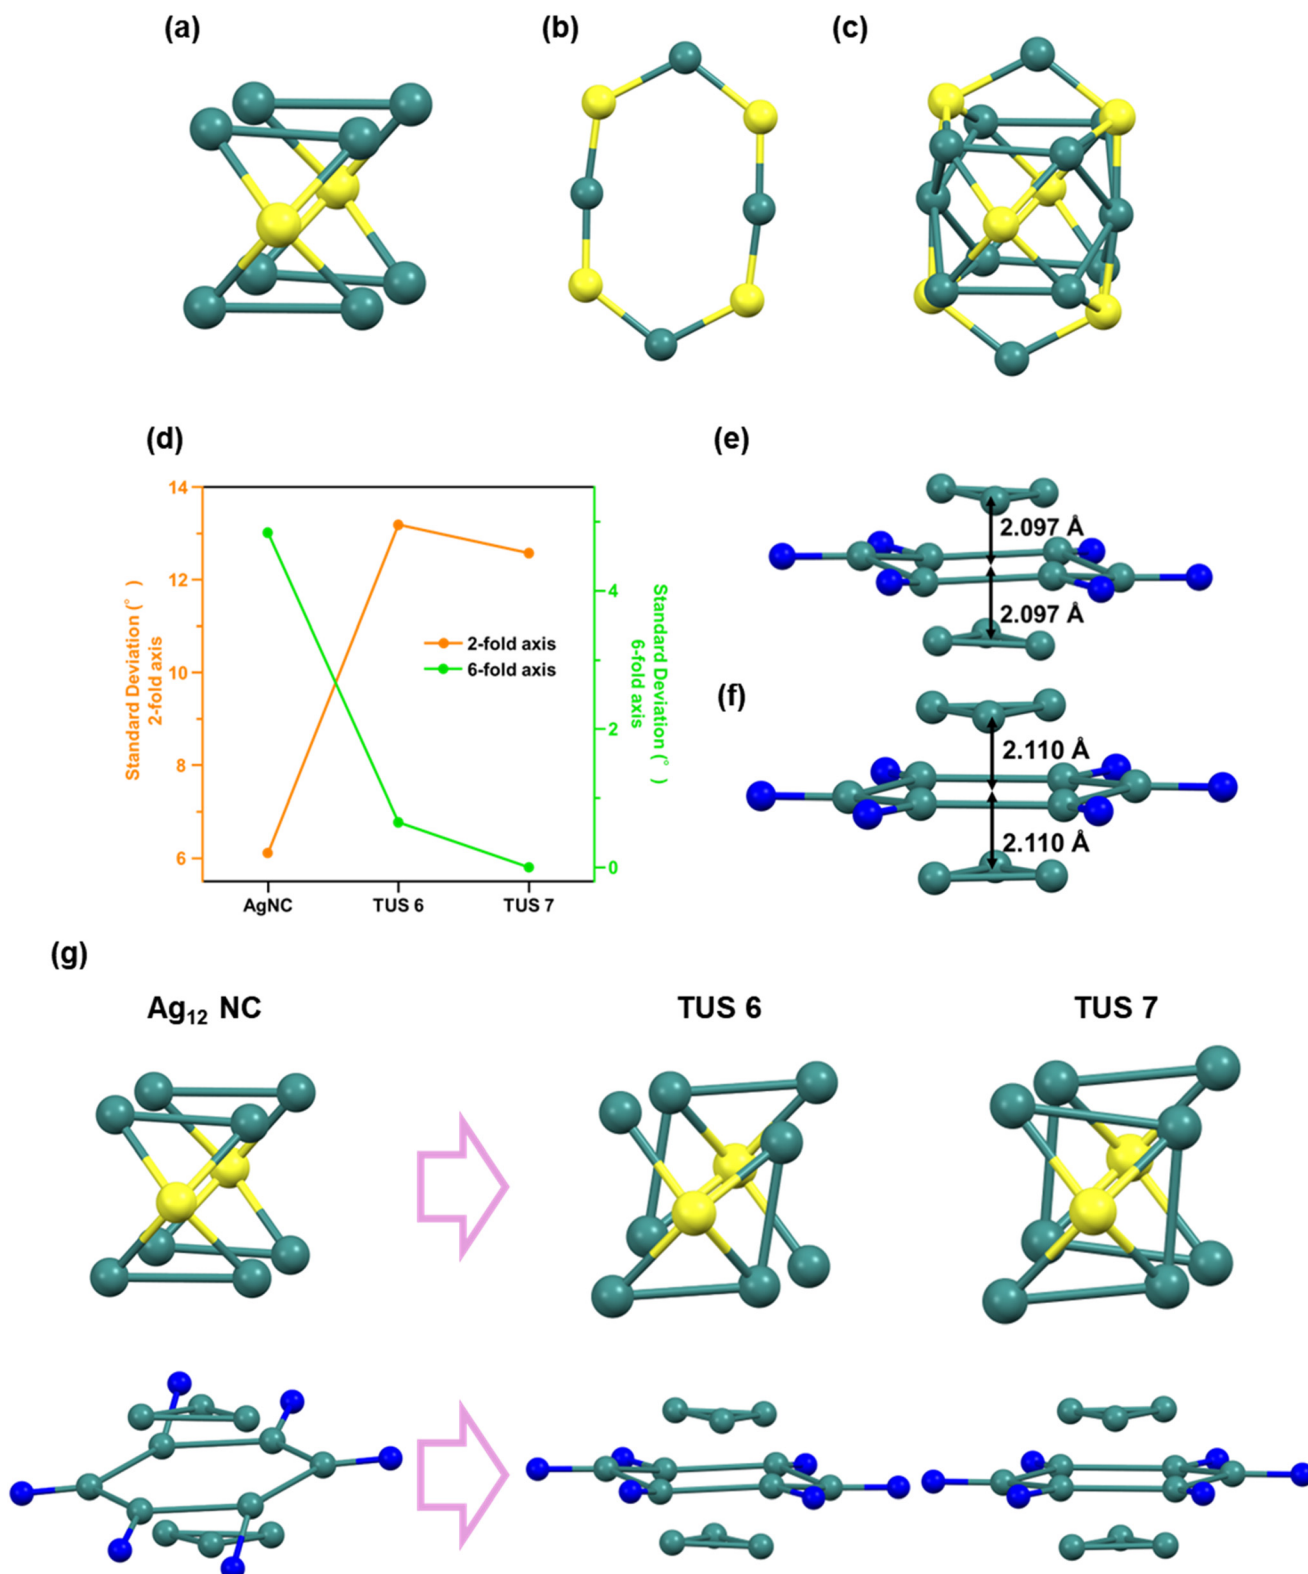 (a)
(b)
(c)
(d)
14
12
10
8
6
Standard Deviation (°)
2-fold axis
2-fold axis
6-fold axis
4
2
0
Standard Deviation (°)
6-fold axis
AgNC
TUS 6
TUS 7
(e)
2.097 Å
2.097 Å
(f)
2.110 Å
2.110 Å
(g)
Ag₁₂ NC
TUS 6
TUS 7